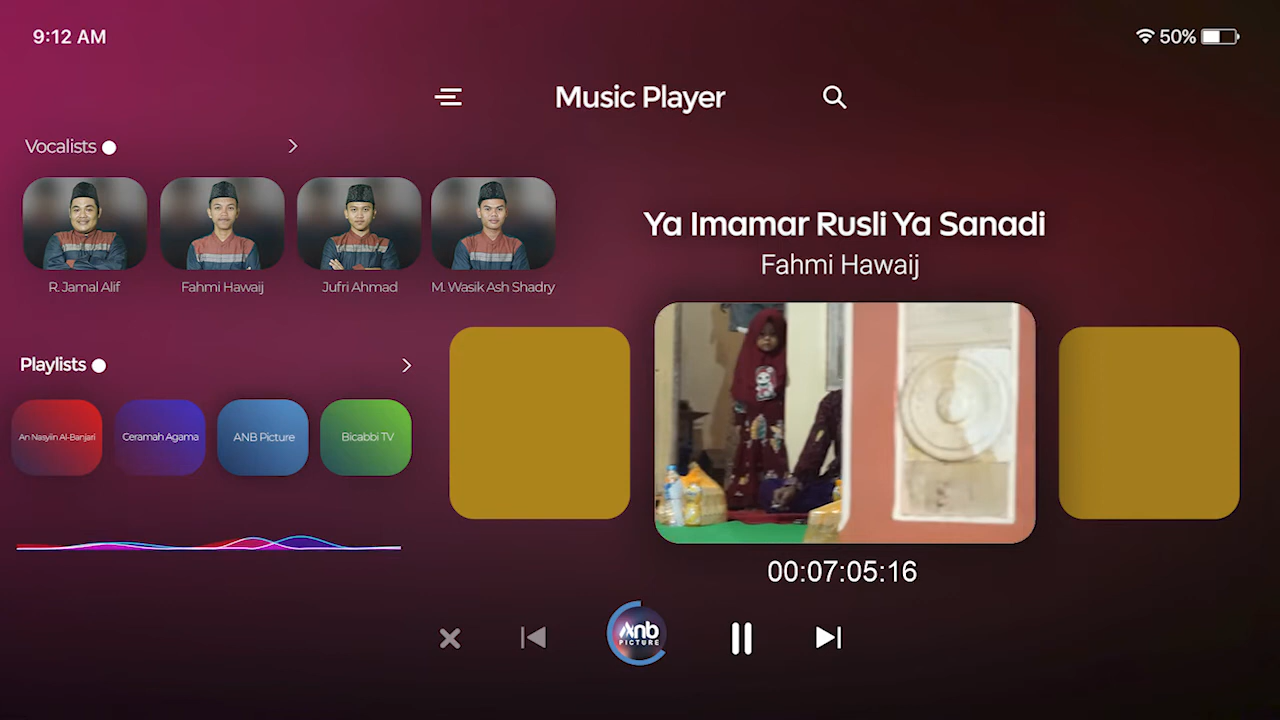 9:12 AM
50%
Music Player
Vocalists
R. Jamal Alif
Fahmi Hawaij
Jufri Ahmad
M. Wasik Ash Shadry
Ya Imamar Rusli Ya Sanadi
Fahmi Hawaij
Playlists
An Nasyiin Al-Banjari
Ceramah Agama
ANB Picture
Bicabbi TV
00:07:05:16
Anb
PICTURE